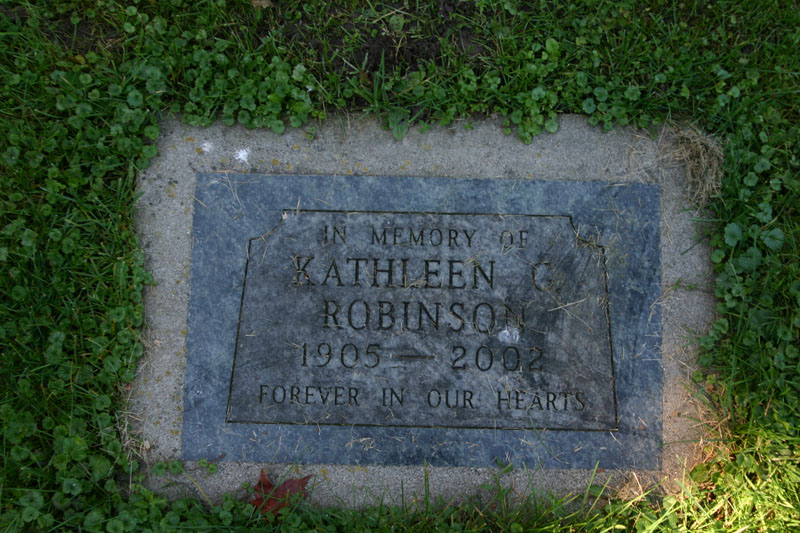 IN MEMORY OF
KATHLEEN G.
ROBINSON
1905 — 2002
FOREVER IN OUR HEARTS